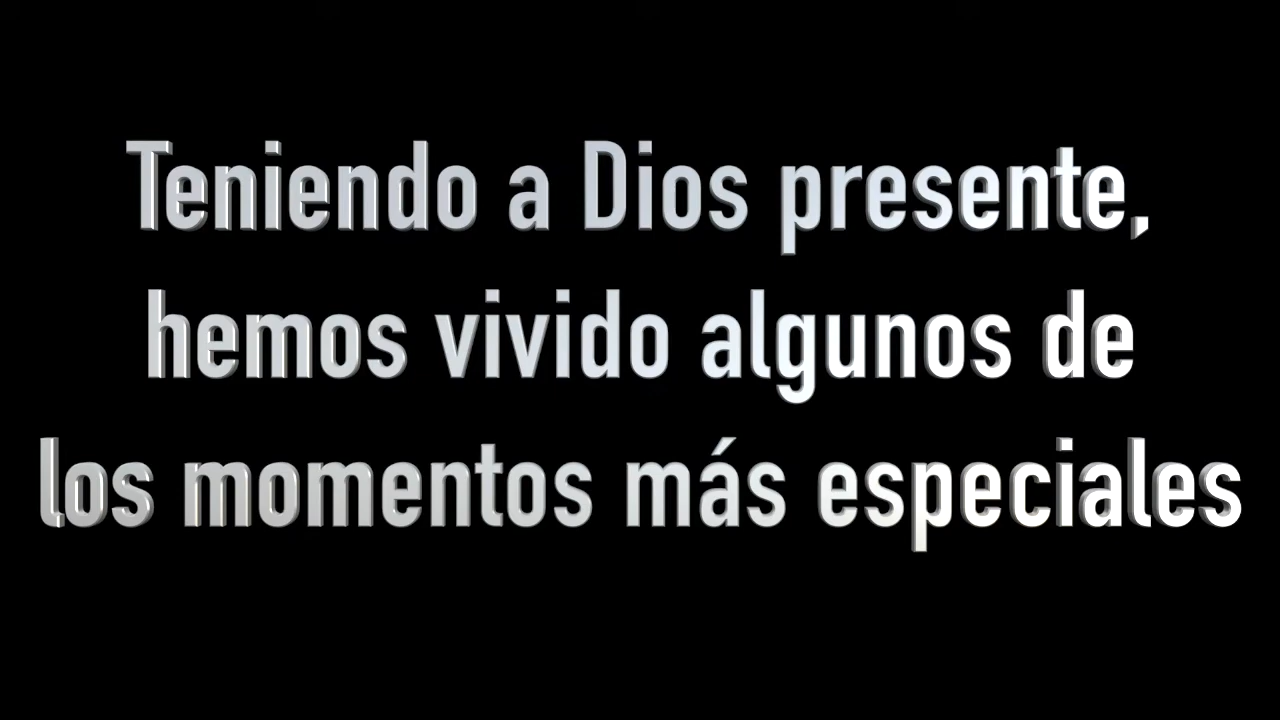 Teniendo a Dios presente,
hemos vivido algunos de
los momentos más especiales